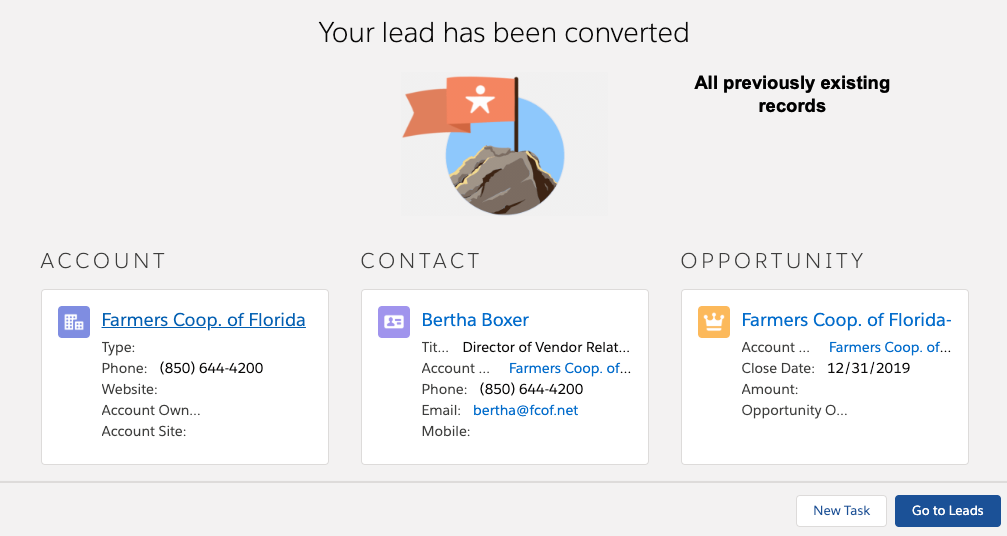 Your lead has been converted
All previously existing
records
ACCOUNT
CONTACT
OPPORTUNITY
Farmers Coop. of Florida
Type:
Phone: (850) 644-4200
Website:
Account Own...
Account Site:
Bertha Boxer
Tit... Director of Vendor Relat...
Account ... Farmers Coop. of...
Phone: (850) 644-4200
Email: bertha@fcof.net
Mobile:
Farmers Coop. of Florida-
Account ... Farmers Coop. of...
Close Date: 12/31/2019
Amount:
Opportunity O...
New Task
Go to Leads